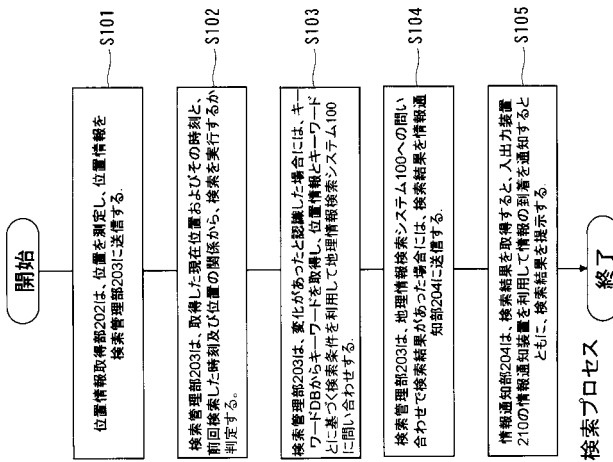 開始
位置情報取得部202は、位置を測定し、位置情報を
検索管理部203に送信する.
S101
検索管理部203は、取得した現在位置およびその時刻と、
前回検索した時刻及び位置の関係から、検索を実行するか
判定する。
S102
検索管理部203は、変化があったと認識した場合には、キー
ワードDBからキーワードを取得し、位置情報とキーワード
とに基づく検索条件を利用して地理情報検索システム100
に問い合わせする.
S103
検索管理部203は、地理情報検索システム100への問い
合わせで検索結果があった場合には、検索結果を情報通
知部204に送信する.
S104
情報通知部204は、検索結果を取得すると、入出力装置
210の情報通知装置を利用して情報の到着を通知すると
ともに、検索結果を提示する.
S105
終了
検索プロセス